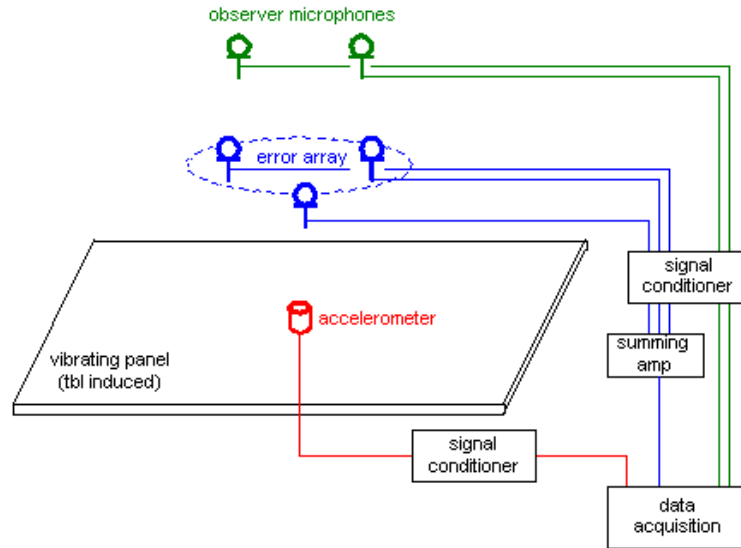 observer microphones
error array
signal
conditioner
summing
amp
accelerometer
vibrating panel
(tbl induced)
signal
conditioner
data
acquisition